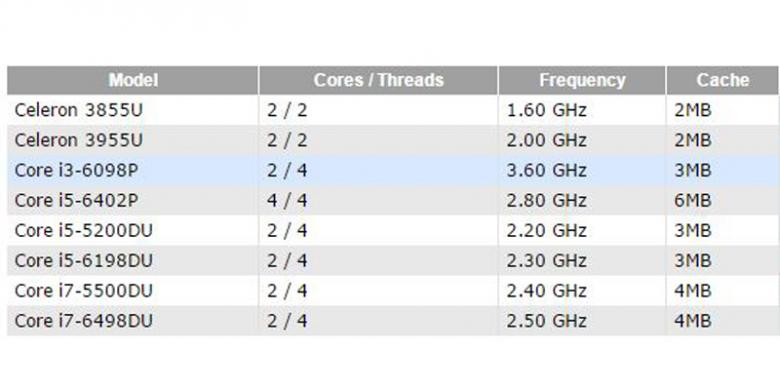 Model Cores / Threads Frequency Cache
Celeron 3855U 2 / 2 1.60 GHz 2MB
Celeron 3955U 2 / 2 2.00 GHz 2MB
Core i3-6098P 2 / 4 3.60 GHz 3MB
Core i5-6402P 4 / 4 2.80 GHz 6MB
Core i5-5200DU 2 / 4 2.20 GHz 3MB
Core i5-6198DU 2 / 4 2.30 GHz 3MB
Core i7-5500DU 2 / 4 2.40 GHz 4MB
Core i7-6498DU 2 / 4 2.50 GHz 4MB